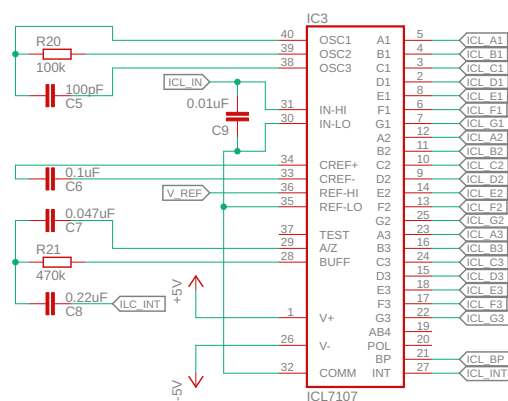 IC3
R20
100k
100pF
C5
ICL_IN
0.01uF
C9
0.1uF
C6
V_REF
0.047uF
C7
R21
470k
0.22uF
C8
ILC_INT
+5V
-5V
40 OSC1 A1 5 ICL_A1
39 OSC2 B1 4 ICL_B1
38 OSC3 C1 3 ICL_C1
D1 2 ICL_D1
E1 8 ICL_E1
31 IN-HI F1 6 ICL_F1
30 IN-LO G1 7 ICL_G1
A2 12 ICL_A2
B2 11 ICL_B2
34 CREF+ C2 10 ICL_C2
33 CREF- D2 9 ICL_D2
36 REF-HI E2 14 ICL_E2
35 REF-LO F2 13 ICL_F2
G2 25 ICL_G2
37 TEST A3 23 ICL_A3
29 A/Z B3 16 ICL_B3
28 BUFF C3 24 ICL_C3
D3 15 ICL_D3
E3 18 ICL_E3
F3 17 ICL_F3
1 V+ G3 22 ICL_G3
AB4 19
26 V- POL 20
BP 21 ICL_BP
32 COMM INT 27 ICL_INT
ICL7107